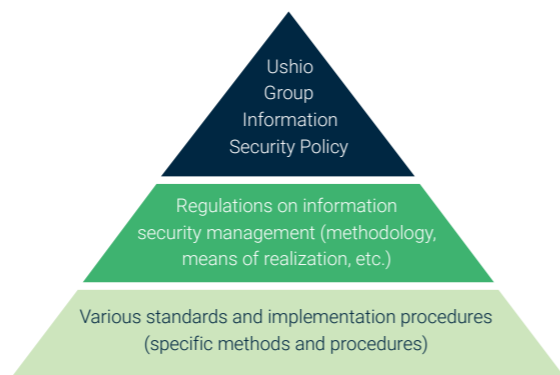 Ushio
Group
Information
Security Policy
Regulations on information
security management (methodology,
means of realization, etc.)
Various standards and implementation procedures
(specific methods and procedures)